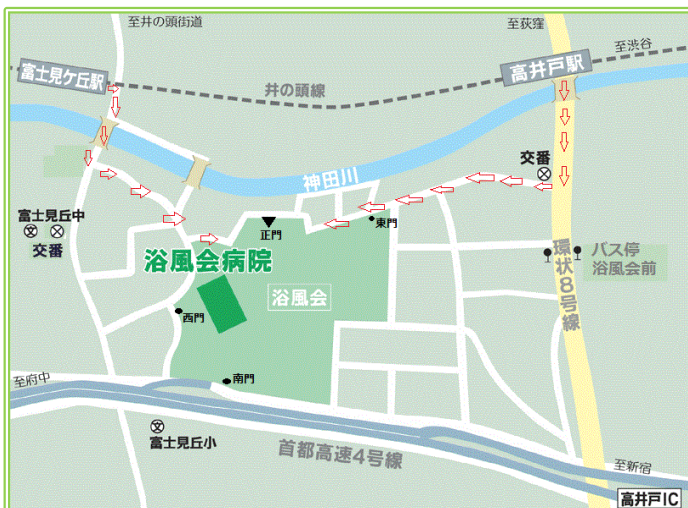 至井の頭街道
至荻窪
至渋谷
富士見ケ丘駅
高井戸駅
井の頭線
交番
神田川
富士見丘中
文
交番
正門
東門
浴風会病院
浴風会
環状8号線
バス停
浴風会前
西門
南門
至府中
文
富士見丘小
首都高速4号線
至新宿
高井戸IC